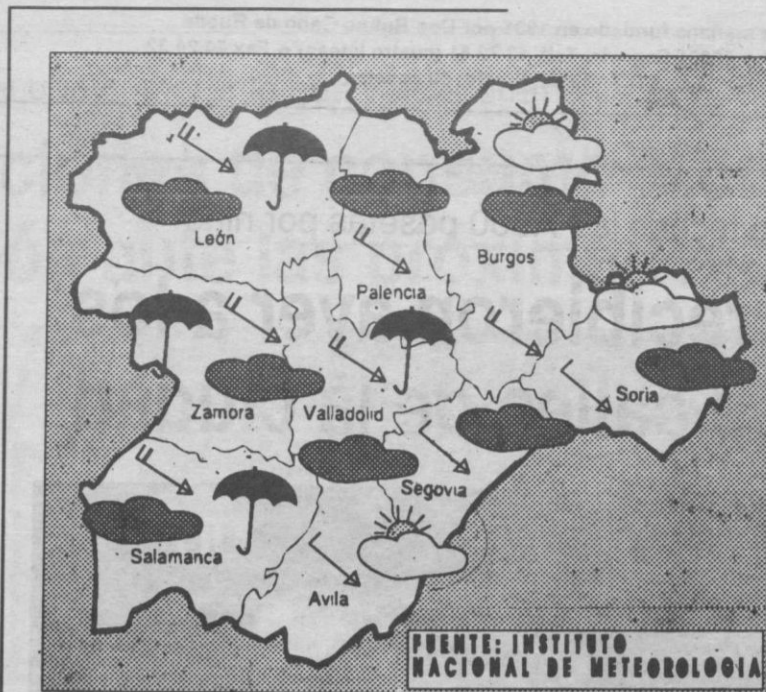 León
Burgos
Palencia
Zamora
Valladolid
Soria
Segovia
Salamanca
Avila
FUENTE: INSTITUTO
NACIONAL DE METEOROLOGIA